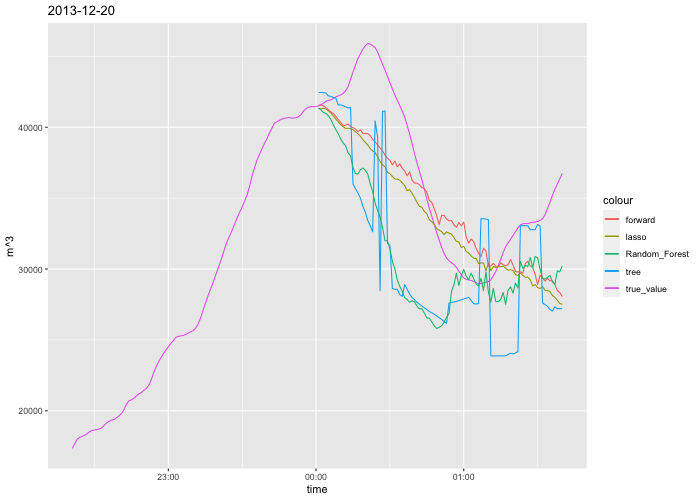 2013-12-20
m^3
40000
30000
20000
23:00
00:00
01:00
time
colour
forward
lasso
Random_Forest
tree
true_value